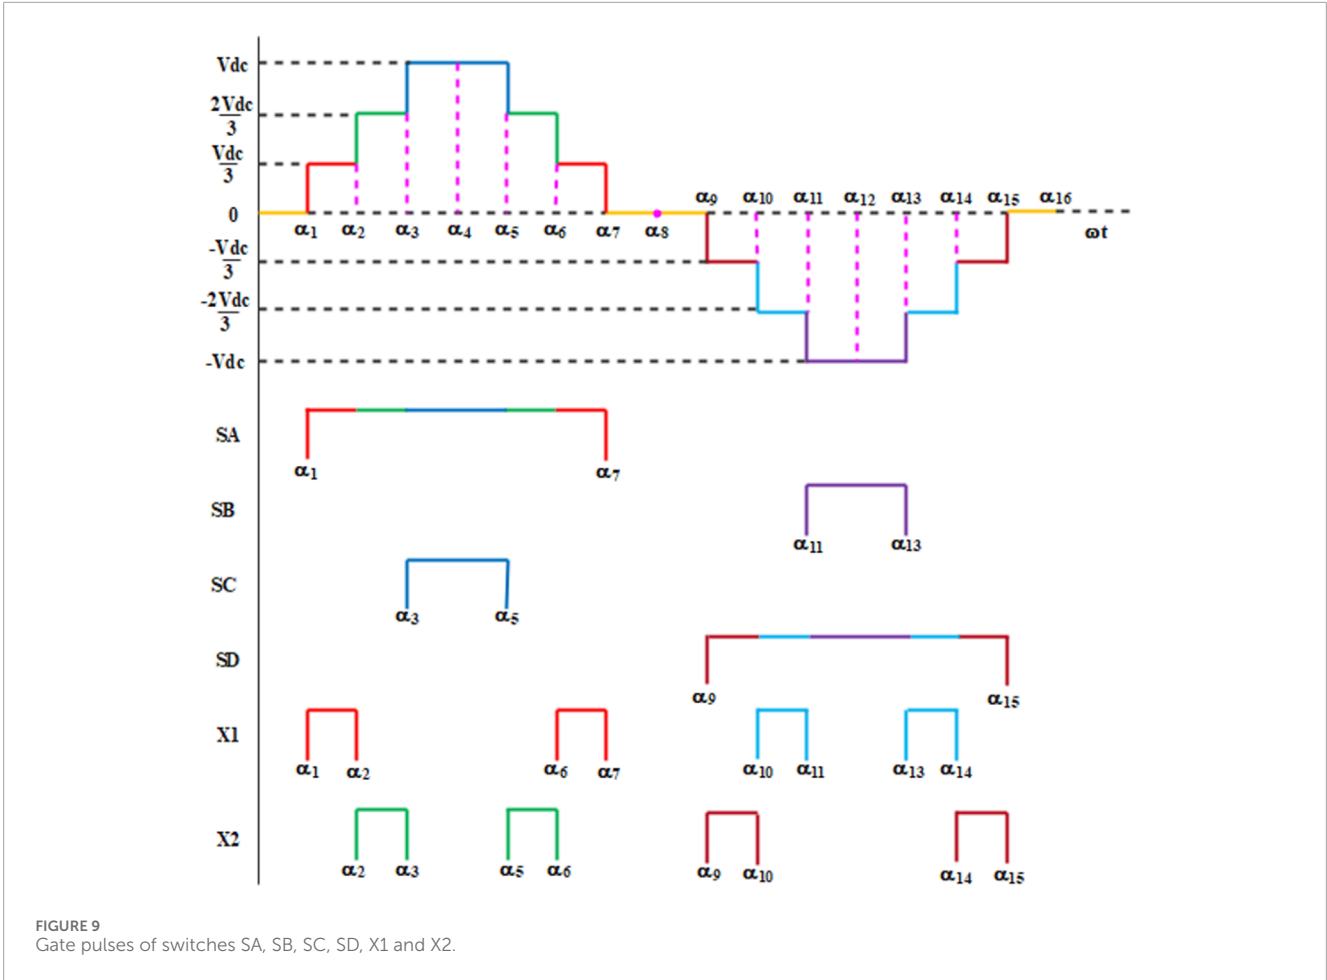 Vdc
2Vdc
3
Vdc
3
0
α1 α2 α3 α4 α5 α6 α7 α8
α9 α10 α11 α12 α13 α14 α15 α16
ωt
-Vdc
3
-2Vdc
3
-Vdc
SA
α1 α7
SB
α11 α13
SC
α3 α5
SD
α9 α15
X1
α1 α2 α6 α7 α10 α11 α13 α14
X2
α2 α3 α5 α6 α9 α10 α14 α15
FIGURE 9
Gate pulses of switches SA, SB, SC, SD, X1 and X2.